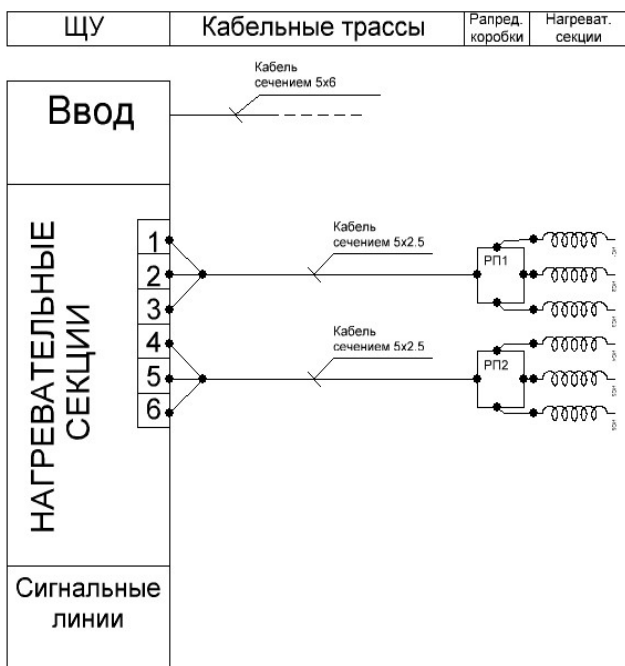 ЩУ
Кабельные трассы
Рапред.
коробки
Нагреват.
секции
Кабель
сечением 5х6
Ввод
НАГРЕВАТЕЛЬНЫЕ
СЕКЦИИ
1
2
3
4
5
6
Кабель
сечением 5х2.5
РП1
Кабель
сечением 5х2.5
РП2
Сигнальные
линии